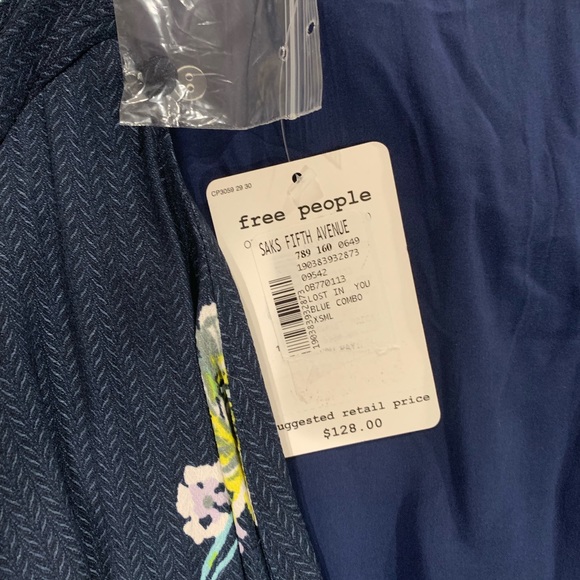 CP3058 29 30
free people
SAKS FIFTH AVENUE
789 160 0649
190383932873
09542
OB770113
LOST IN YOU
BLUE COMBO
XSML
190383932873
uggested retail price
$128.00